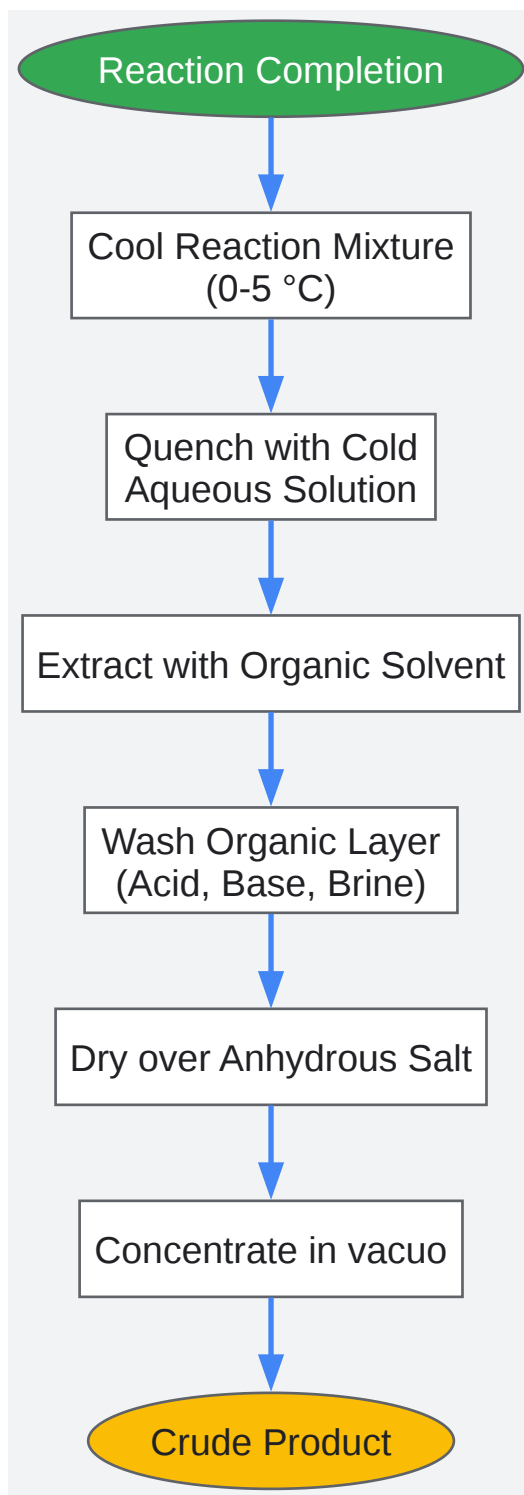 Reaction Completion
Cool Reaction Mixture
(0-5 °C)
Quench with Cold
Aqueous Solution
Extract with Organic Solvent
Wash Organic Layer
(Acid, Base, Brine)
Dry over Anhydrous Salt
Concentrate in vacuo
Crude Product